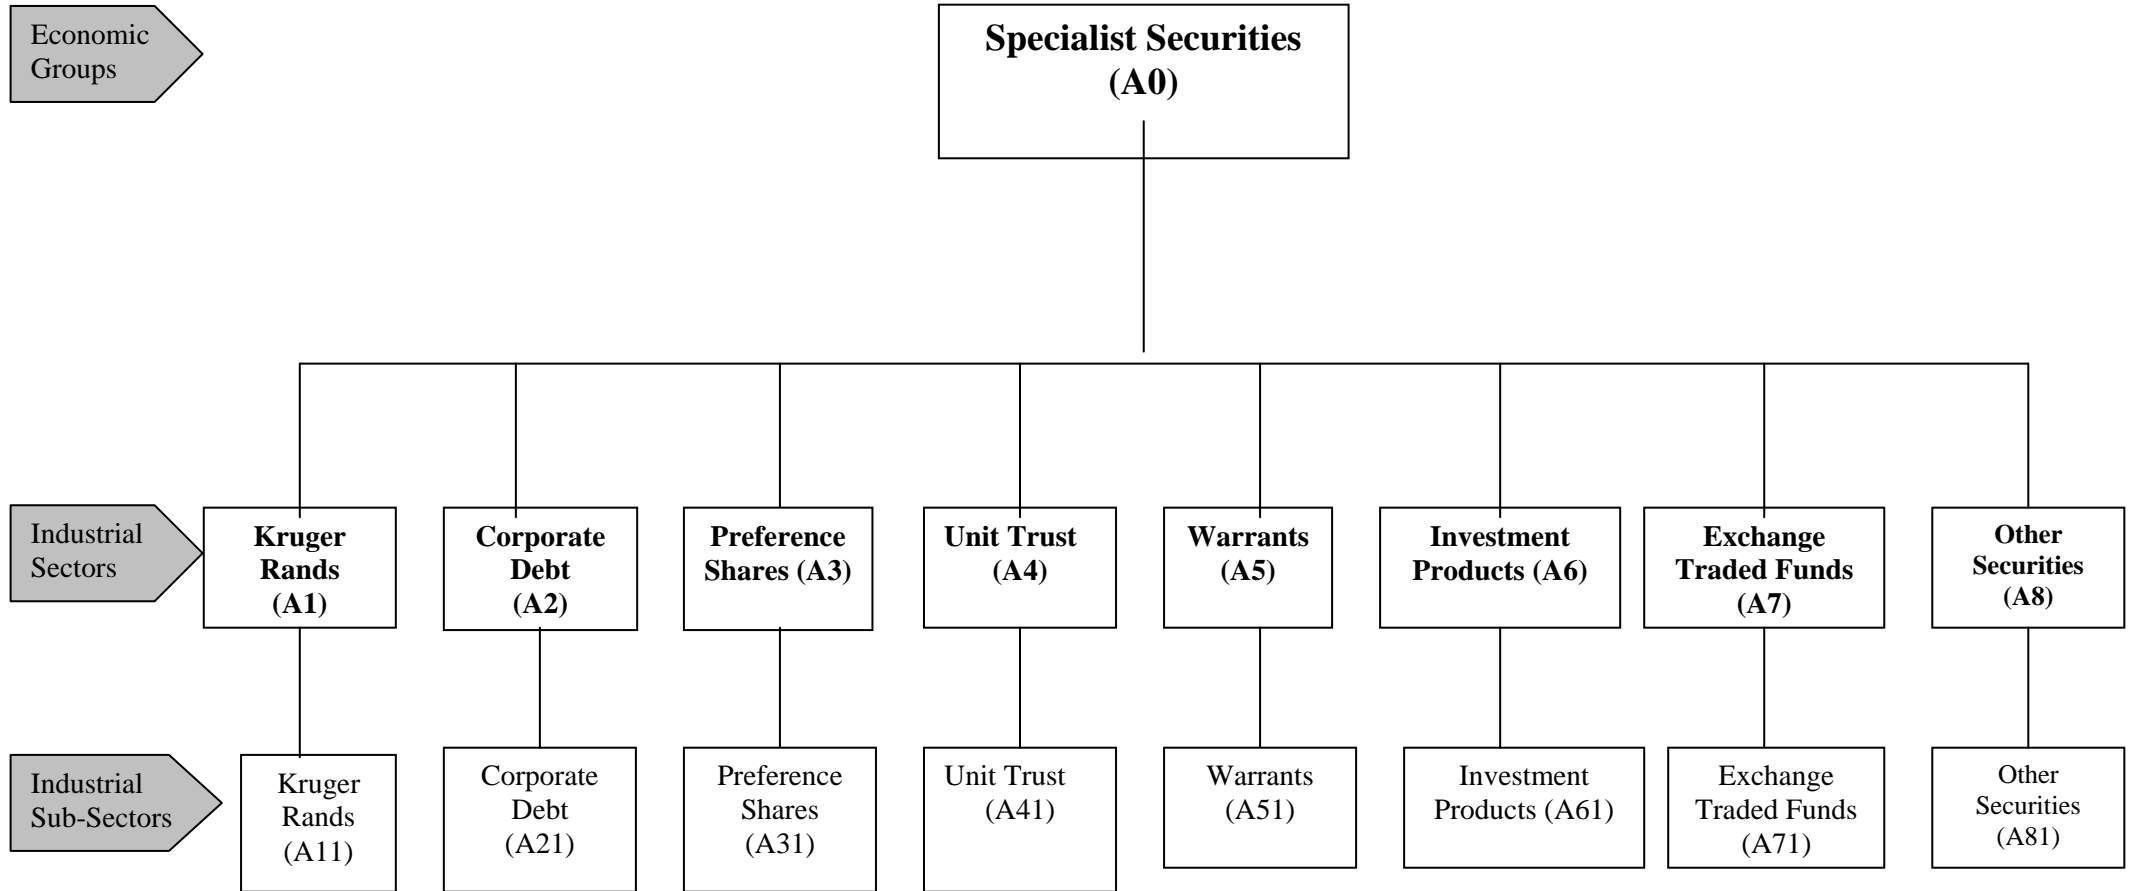 Economic
Groups
Specialist Securities
(A0)
Industrial
Sectors
Kruger
Rands
(A1)
Corporate
Debt
(A2)
Preference
Shares (A3)
Unit Trust
(A4)
Warrants
(A5)
Investment
Products (A6)
Exchange
Traded Funds
(A7)
Other
Securities
(A8)
Industrial
Sub-Sectors
Kruger
Rands
(A11)
Corporate
Debt
(A21)
Preference
Shares
(A31)
Unit Trust
(A41)
Warrants
(A51)
Investment
Products (A61)
Exchange
Traded Funds
(A71)
Other
Securities
(A81)